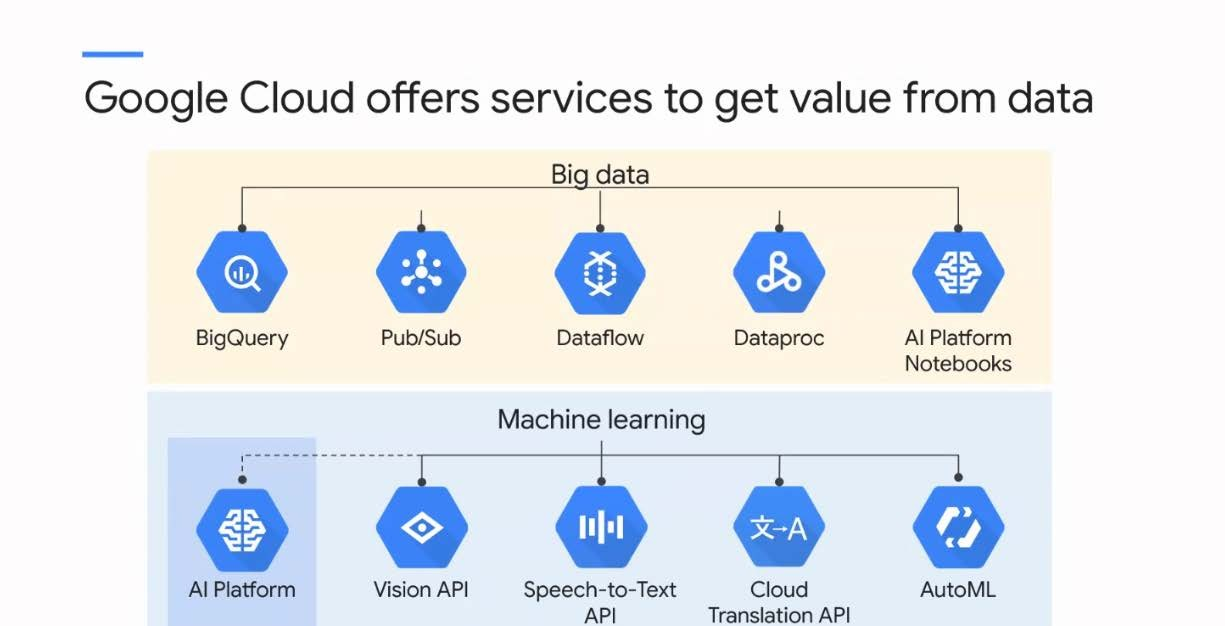 Google Cloud offers services to get value from data
Big data
BigQuery
Pub/Sub
Dataflow
Dataproc
AI Platform
Notebooks
Machine learning
文→A
AI Platform
Vision API
Speech-to-Text
API
Cloud
Translation API
AutoML